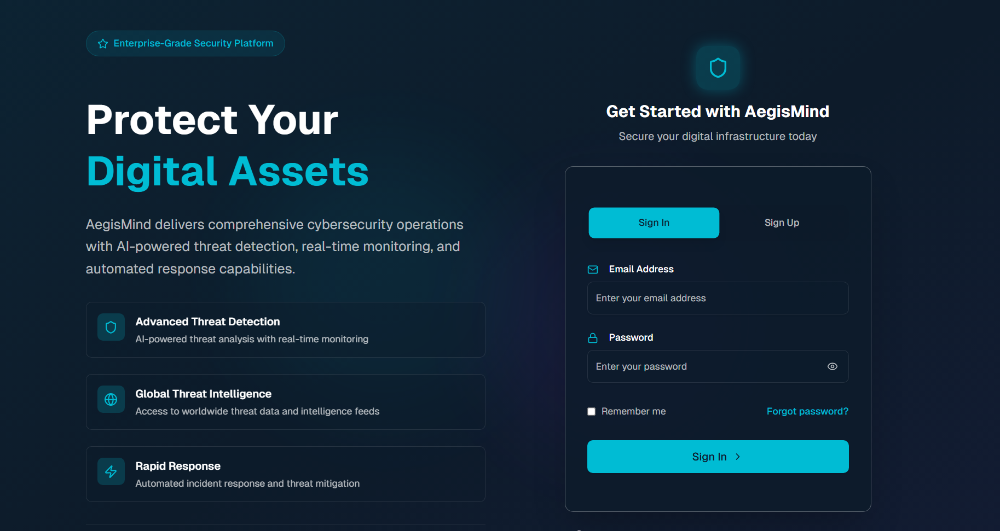 Enterprise-Grade Security Platform
Protect Your
Digital Assets
AegisMind delivers comprehensive cybersecurity operations
with AI-powered threat detection, real-time monitoring, and
automated response capabilities.
Advanced Threat Detection
AI-powered threat analysis with real-time monitoring
Global Threat Intelligence
Access to worldwide threat data and intelligence feeds
Rapid Response
Automated incident response and threat mitigation
Get Started with AegisMind
Secure your digital infrastructure today
Sign In
Sign Up
Email Address
Enter your email address
Password
Enter your password
Remember me
Forgot password?
Sign In